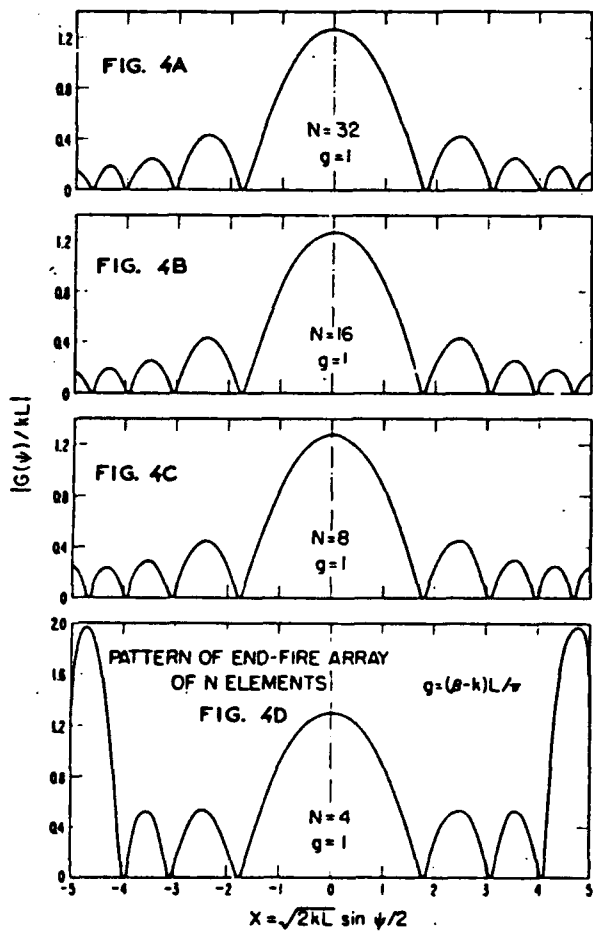 1.2
FIG. 4A
0.8
N=32
0.4
g=1
0
1.2
FIG. 4B
0.8
N=16
0.4
g=1
0
|G(ψ)/kL|
1.2
FIG. 4C
0.8
N=8
0.4
g=1
0
2.0
PATTERN OF END-FIRE ARRAY
OF N ELEMENTS
g=(β-k)L/π
1.6
FIG. 4D
1.2
0.8
N=4
0.4
g=1
0
-5 -4 -3 -2 -1 0 1 2 3 4 5
X=√2kL sin ψ/2